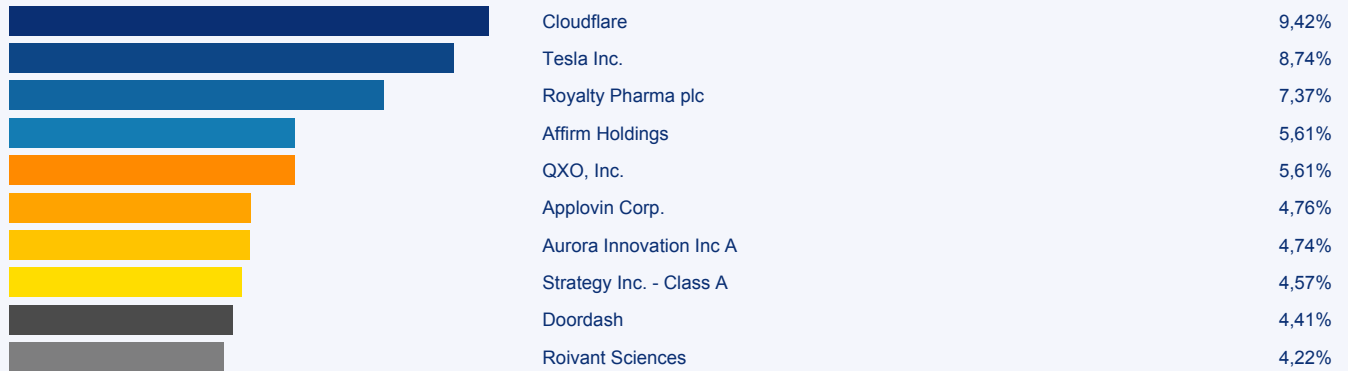 Cloudflare 9,42%
Tesla Inc. 8,74%
Royalty Pharma plc 7,37%
Affirm Holdings 5,61%
QXO, Inc. 5,61%
Applovin Corp. 4,76%
Aurora Innovation Inc A 4,74%
Strategy Inc. - Class A 4,57%
Doordash 4,41%
Roivant Sciences 4,22%